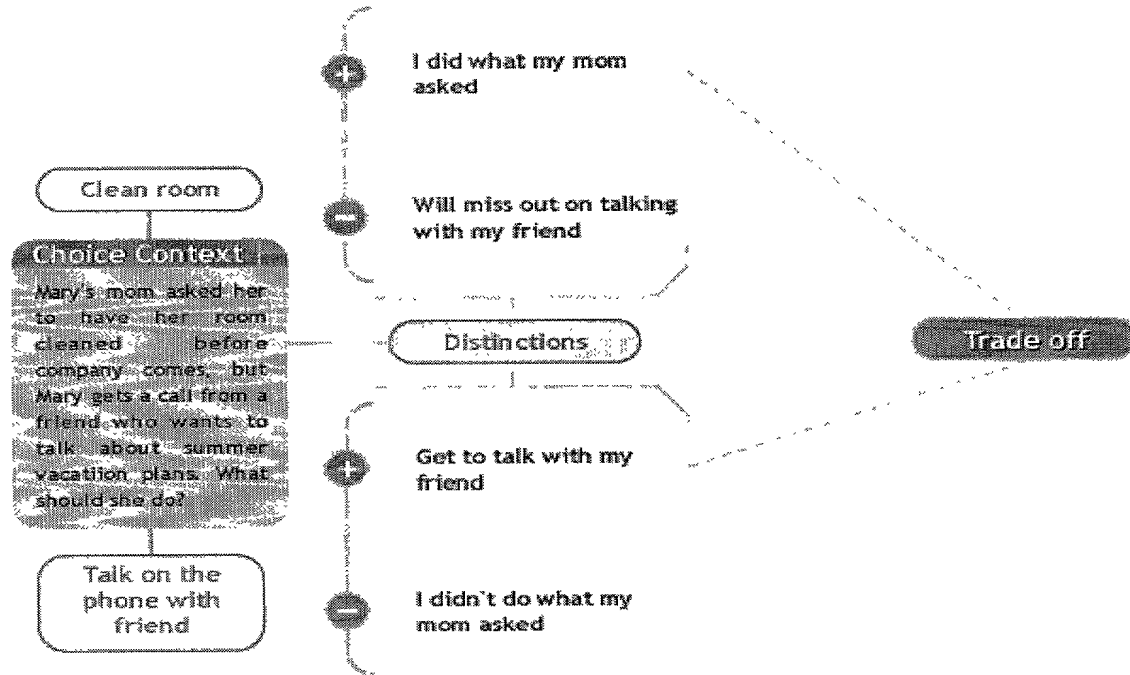 I did what my mom
asked
Clean room
Will miss out on talking
with my friend
Choice Context
Mary's mom asked her
to have her room
cleaned before
company comes, but
Mary gets a call from a
friend who wants to
talk about summer
vacatiion plans. What
should she do?
Distinctions
Trade off
Get to talk with my
friend
Talk on the
phone with
friend
I didn't do what my
mom asked